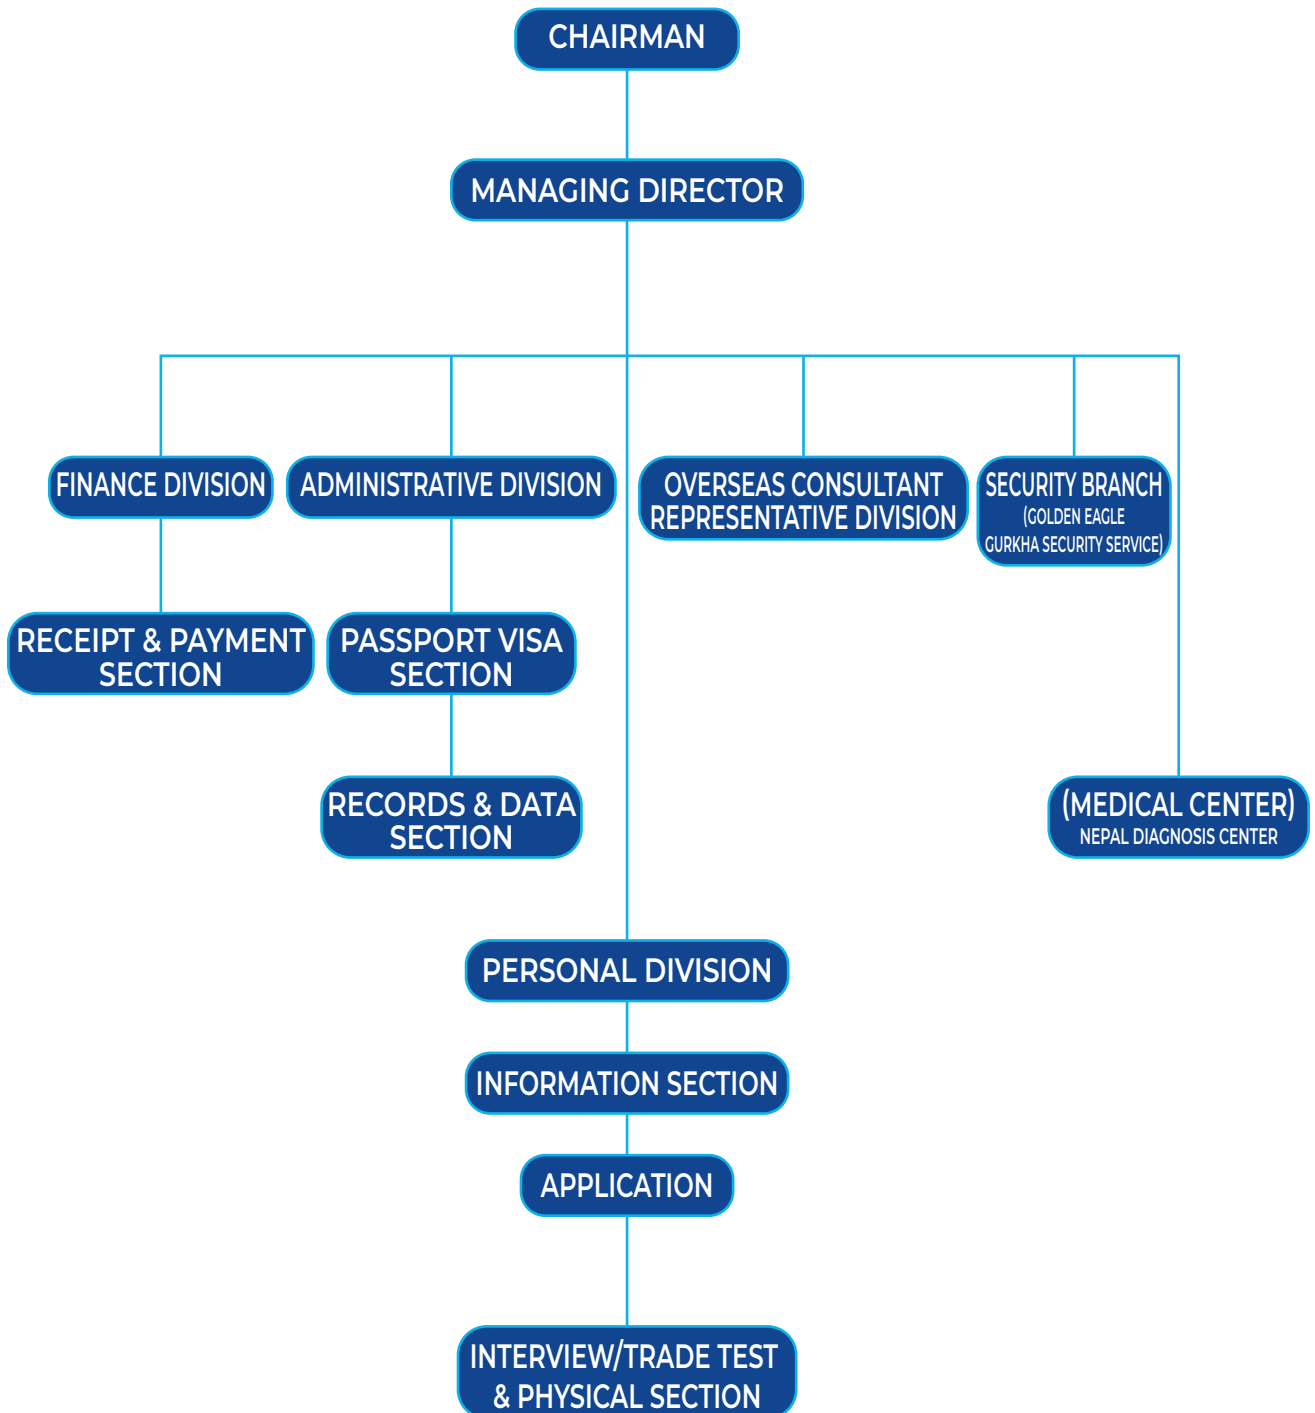 CHAIRMAN
MANAGING DIRECTOR
FINANCE DIVISION
ADMINISTRATIVE DIVISION
OVERSEAS CONSULTANT
REPRESENTATIVE DIVISION
SECURITY BRANCH
(GOLDEN EAGLE
GURKHA SECURITY SERVICE)
RECEIPT & PAYMENT
SECTION
PASSPORT VISA
SECTION
RECORDS & DATA
SECTION
(MEDICAL CENTER)
NEPAL DIAGNOSIS CENTER
PERSONAL DIVISION
INFORMATION SECTION
APPLICATION
INTERVIEW/TRADE TEST
& PHYSICAL SECTION